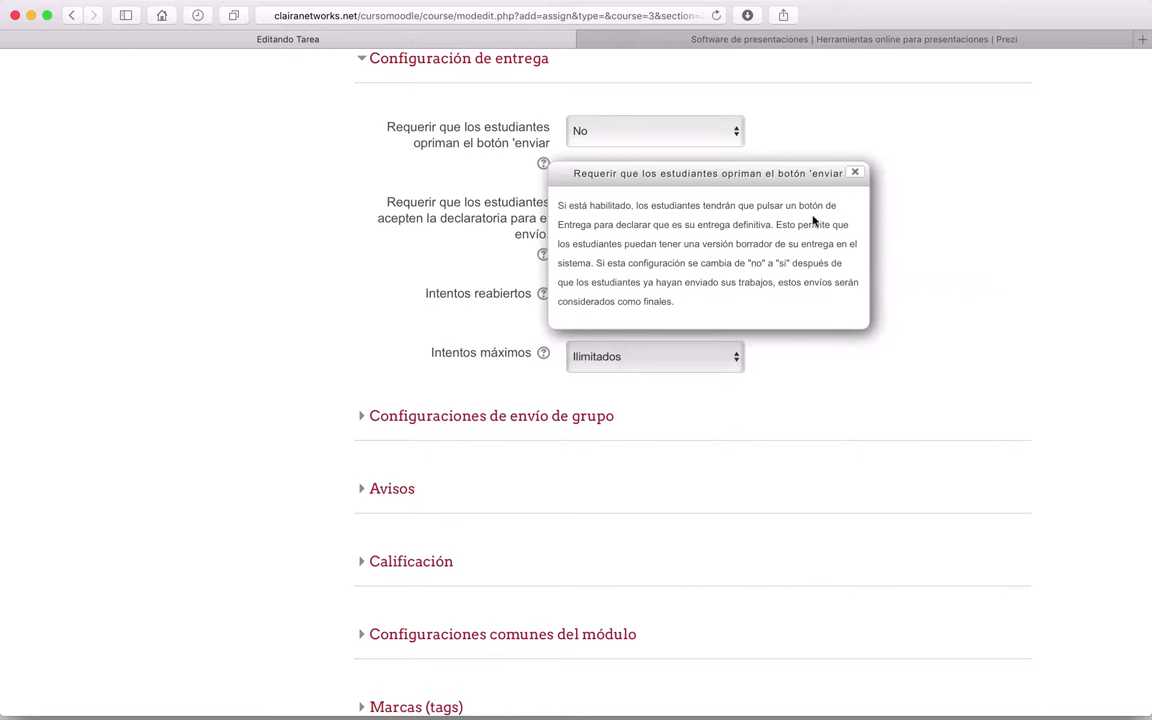 clairanetworks.net/cursomoodle/course/modedit.php?add=assign&type=&course=3&section=
Editando Tarea
Software de presentaciones | Herramientas online para presentaciones | Prezi
Configuración de entrega
Requerir que los estudiantes
opriman el botón 'enviar
No
Requerir que los estudiantes opriman el botón 'enviar
Si está habilitado, los estudiantes tendrán que pulsar un botón de
Entrega para declarar que es su entrega definitiva. Esto permite que
los estudiantes puedan tener una versión borrador de su entrega en el
sistema. Si esta configuración se cambia de "no" a "si" después de
que los estudiantes ya hayan enviado sus trabajos, estos envíos serán
considerados como finales.
Requerir que los estudiantes
acepten la declaratoria para e
envío
Intentos reabiertos
Intentos máximos
Ilimitados
Configuraciones de envío de grupo
Avisos
Calificación
Configuraciones comunes del módulo
Marcas (tags)